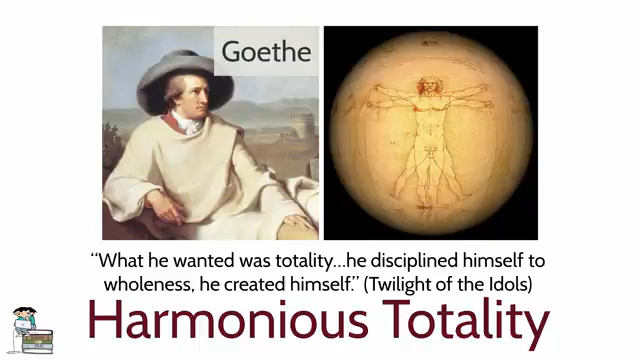 Goethe
“What he wanted was totality...he disciplined himself to
wholeness, he created himself.” (Twilight of the Idols)
Harmonious Totality